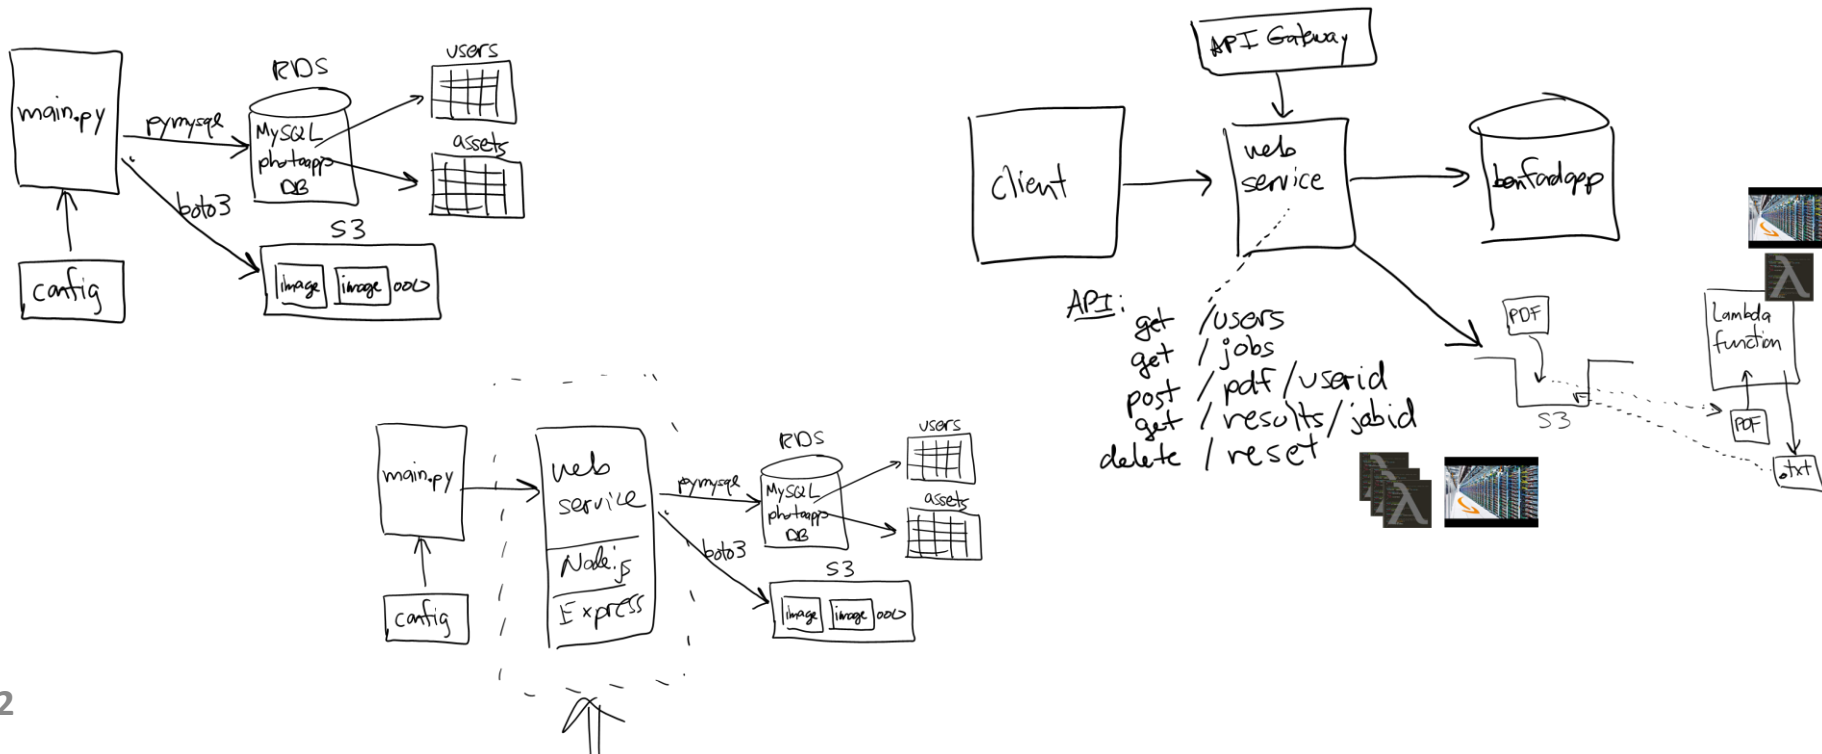 main.py
config
pymysql
boto3
RDS
MySQL
photoapp
DB
users
assets
S3
image
image
API Gateway
client
web
service
benfordapp
API:
get /users
get /jobs
post /pdf/userid
get /results/jobid
delete /reset
PDF
S3
λ
Lambda
function
PDF
.txt
λ
main.py
config
web
service
Node.js
Express
pymysql
boto3
RDS
MySQL
photoapp
DB
users
assets
S3
image
image
2